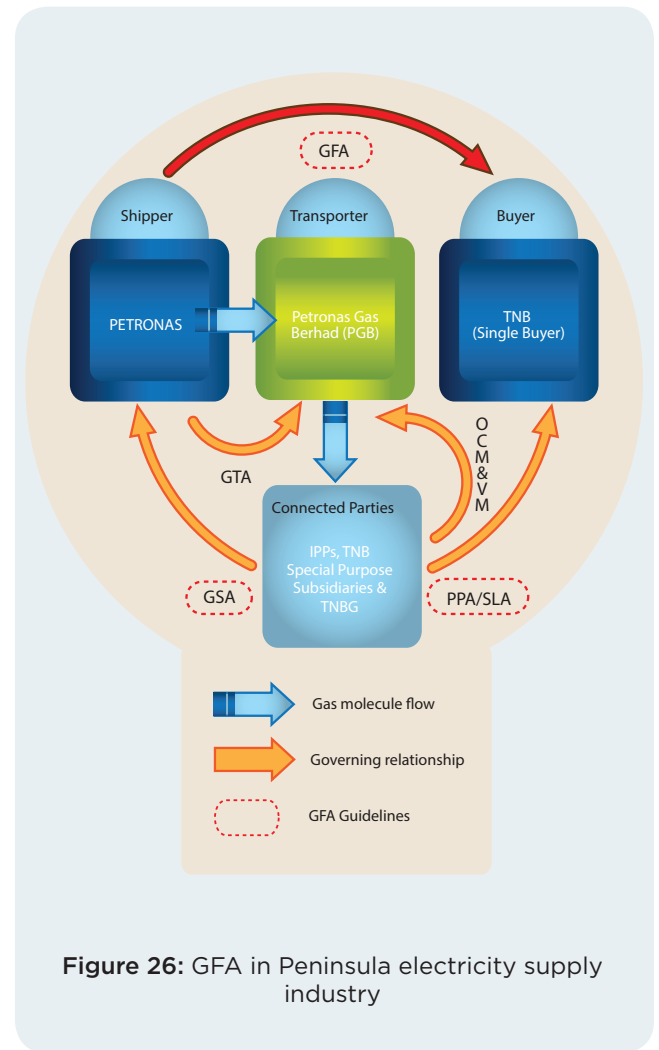 GFA
Shipper
Transporter
Buyer
PETRONAS
Petronas Gas
Berhad (PGB)
TNB
(Single Buyer)
GTA
O
C
M
&
V
M
Connected Parties
IPPs, TNB
Special Purpose
Subsidiaries &
TNBG
GSA
PPA/SLA
Gas molecule flow
Governing relationship
GFA Guidelines
Figure 26: GFA in Peninsula electricity supply
industry